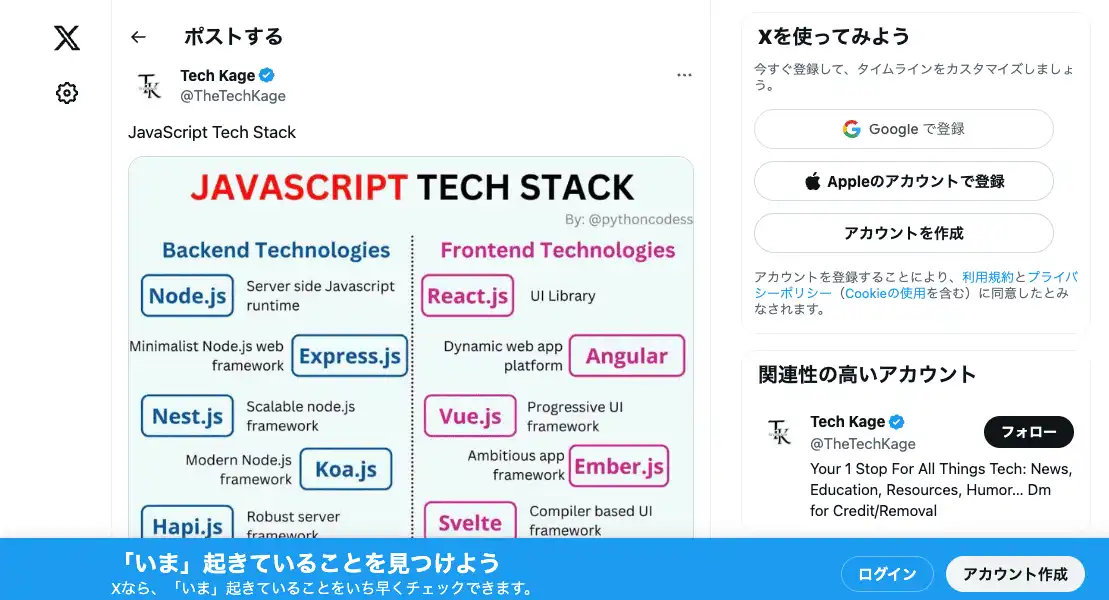 ポストする
Tech Kage
@TheTechKage
JavaScript Tech Stack
JAVASCRIPT TECH STACK
By: @pythoncodess
Backend Technologies
Node.js
Server side Javascript
runtime
Minimalist Node.js web
framework
Express.js
Nest.js
Scalable node.js
framework
Modern Node.js
framework
Koa.js
Hapi.js
Robust server
framework
Frontend Technologies
React.js
UI Library
Dynamic web app
platform
Angular
Vue.js
Progressive UI
framework
Ambitious app
framework
Ember.js
Svelte
Compiler based UI
framework
Xを使ってみよう
今すぐ登録して、タイムラインをカスタマイズしましょ
う。
Google で登録
Appleのアカウントで登録
アカウントを作成
アカウントを登録することにより、利用規約とプライバ
シーポリシー（Cookieの使用を含む）に同意したとみ
なされます。
関連性の高いアカウント
Tech Kage
@TheTechKage
フォロー
Your 1 Stop For All Things Tech: News,
Education, Resources, Humor... Dm
for Credit/Removal
「いま」起きていることを見つけよう
Xなら、「いま」起きていることをいち早くチェックできます。
ログイン
アカウント作成